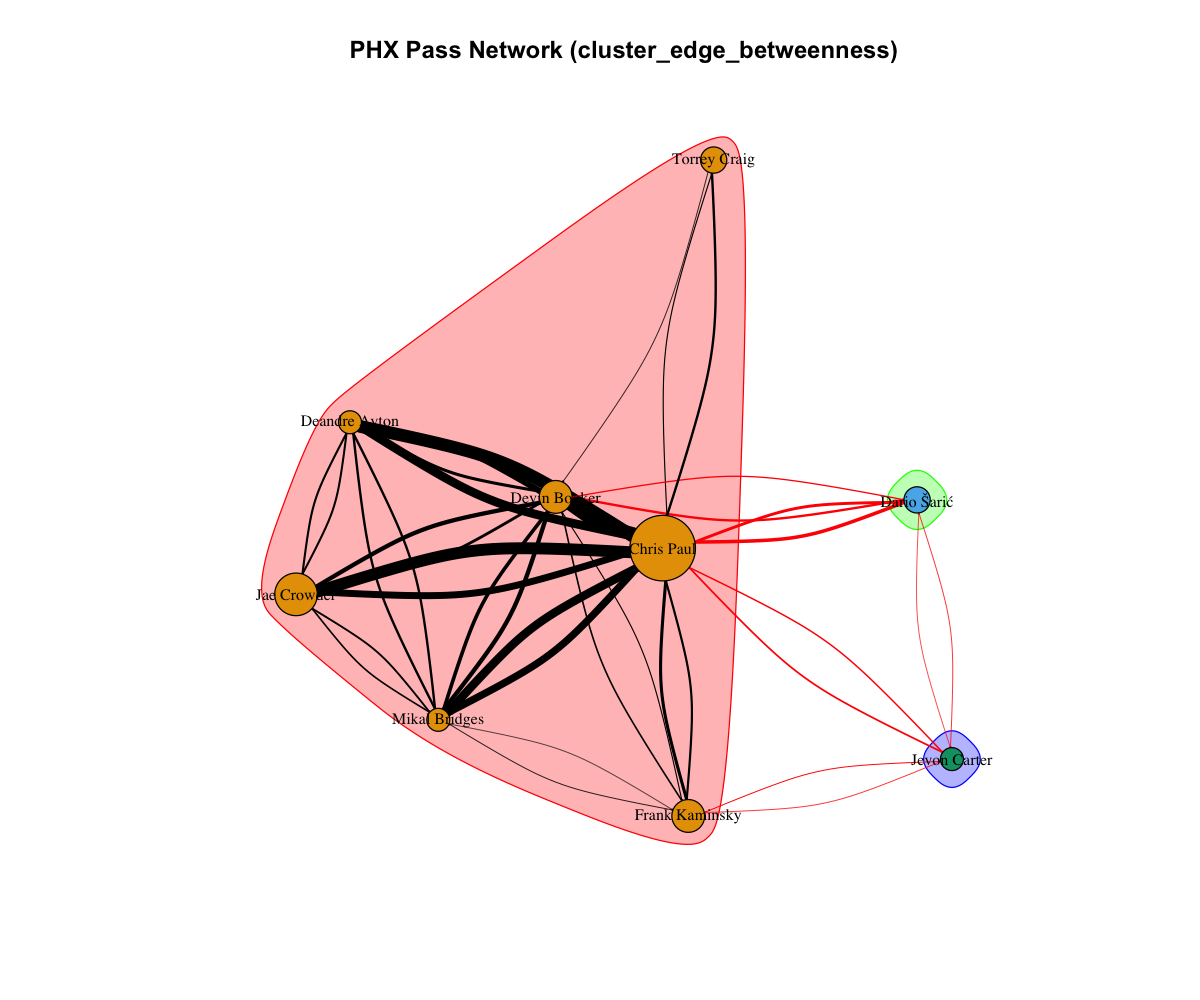 PHX Pass Network (cluster_edge_betweenness)
Torrey Craig
Deandre Ayton
Devin Booker
Dario Šarić
Chris Paul
Jae Crowder
Mikal Bridges
Jevon Carter
Frank Kaminsky